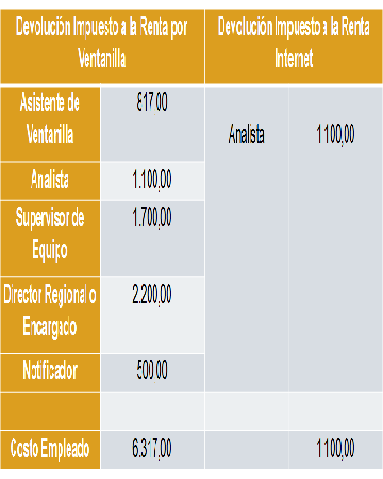 Devolución Impuesto a la Renta por
Ventanilla
Devolución Impuesto a la Renta
Internet
Asistente de
Ventanilla
817,00
Analista
1.100,00
Analista
1.100,00
Supervisor de
Equipo
1.700,00
Director Regional o
Encargado
2.200,00
Notificador
500,00
Costo Empleado
6.317,00
1.100,00